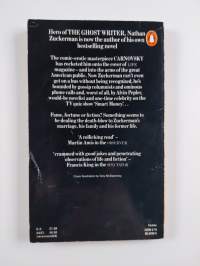 Hero of THE GHOST WRITER, Nathan
Zuckerman is now the author of his own
bestselling novel
The comic-erotic masterpiece CARNOVSKY
has rocketed him onto the cover of LIFE
magazine – and into the arms of the great
American public. Now Zuckerman can't even
get on a bus without being recognized, he's
hounded by gossip columnists and ominous
phone calls and, worst of all, by Alvin Pepler,
would-be novelist and one-time celebrity on the
TV quiz show 'Smart Money'...
Fame, fortune or fiction? Something seems to
be dealing the death-blow to Zuckerman's
marriage, his family and his former life.
'A rollicking read' –
Martin Amis in the OBSERVER
'crammed with good jokes and penetrating
observations of life and fiction' –
Francis King in the SPECTATOR
Fiction